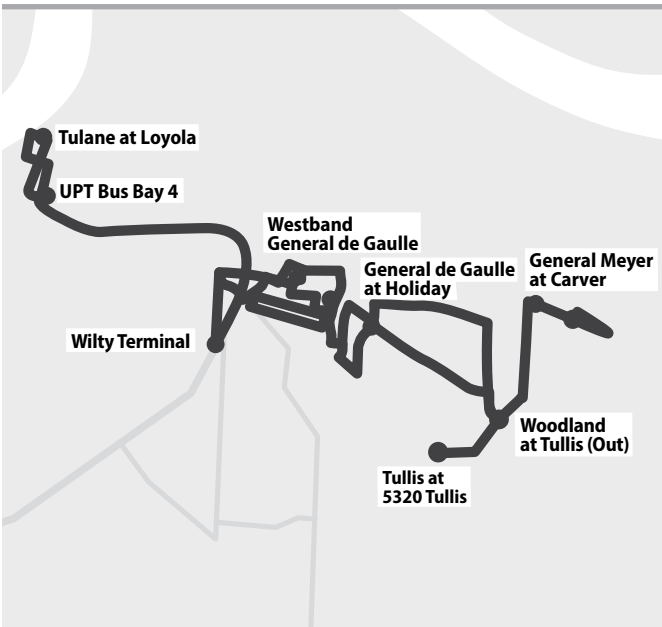 Tulane at Loyola
UPT Bus Bay 4
Westband
General de Gaulle
General de Gaulle
at Holiday
General Meyer
at Carver
Wilty Terminal
Woodland
at Tullis (Out)
Tullis at
5320 Tullis